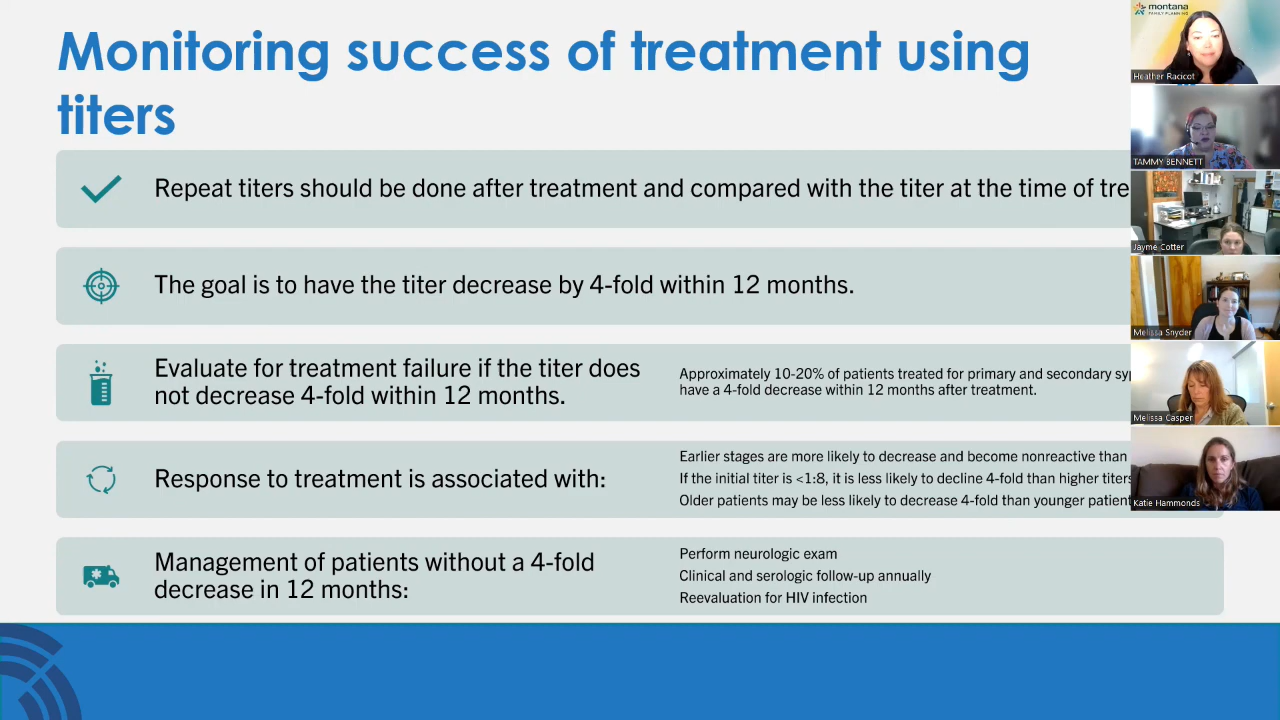 Monitoring success of treatment using
titers
Repeat titers should be done after treatment and compared with the titer at the time of tre
The goal is to have the titer decrease by 4-fold within 12 months.
Evaluate for treatment failure if the titer does
not decrease 4-fold within 12 months.
Approximately 10-20% of patients treated for primary and secondary sy
have a 4-fold decrease within 12 months after treatment.
Response to treatment is associated with:
Earlier stages are more likely to decrease and become nonreactive than
If the initial titer is <1:8, it is less likely to decline 4-fold than higher titers
Older patients may be less likely to decrease 4-fold than younger patient
Management of patients without a 4-fold
decrease in 12 months:
Perform neurologic exam
Clinical and serologic follow-up annually
Reevaluation for HIV infection
montana
FAMILY PLANNING
Heather Racicot
TAMMY BENNETT
Jayme Cotter
Melissa Snyder
Melissa Casper
Katie Hammonds